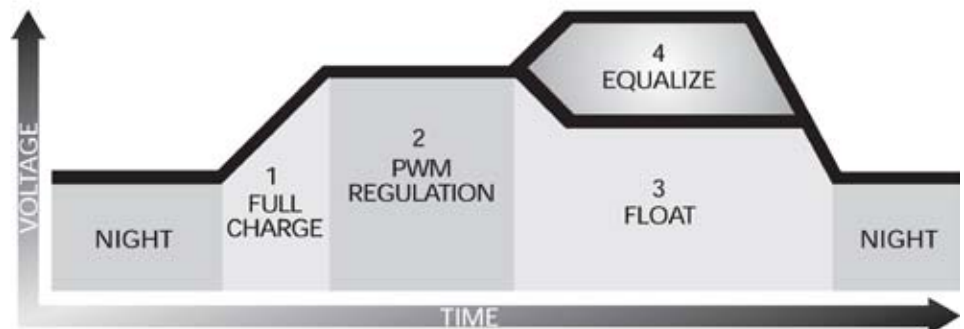 VOLTAGE
NIGHT
1
FULL
CHARGE
2
PWM
REGULATION
4
EQUALIZE
3
FLOAT
NIGHT
TIME